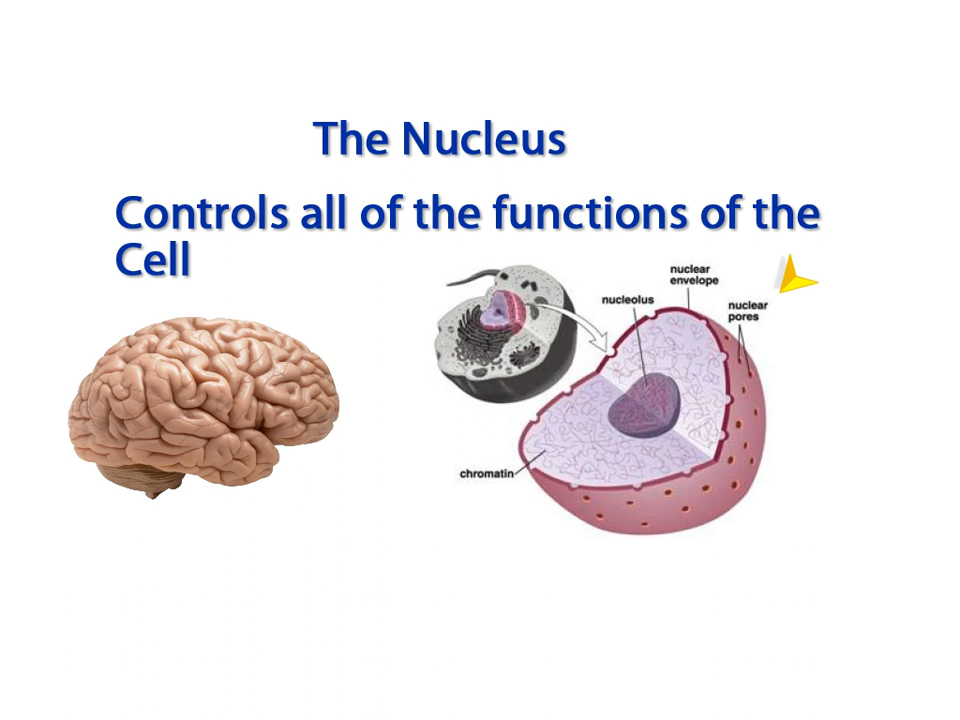 The Nucleus
Controls all of the functions of the
Cell
nuclear
envelope
nucleolus
nuclear
pores
chromatin